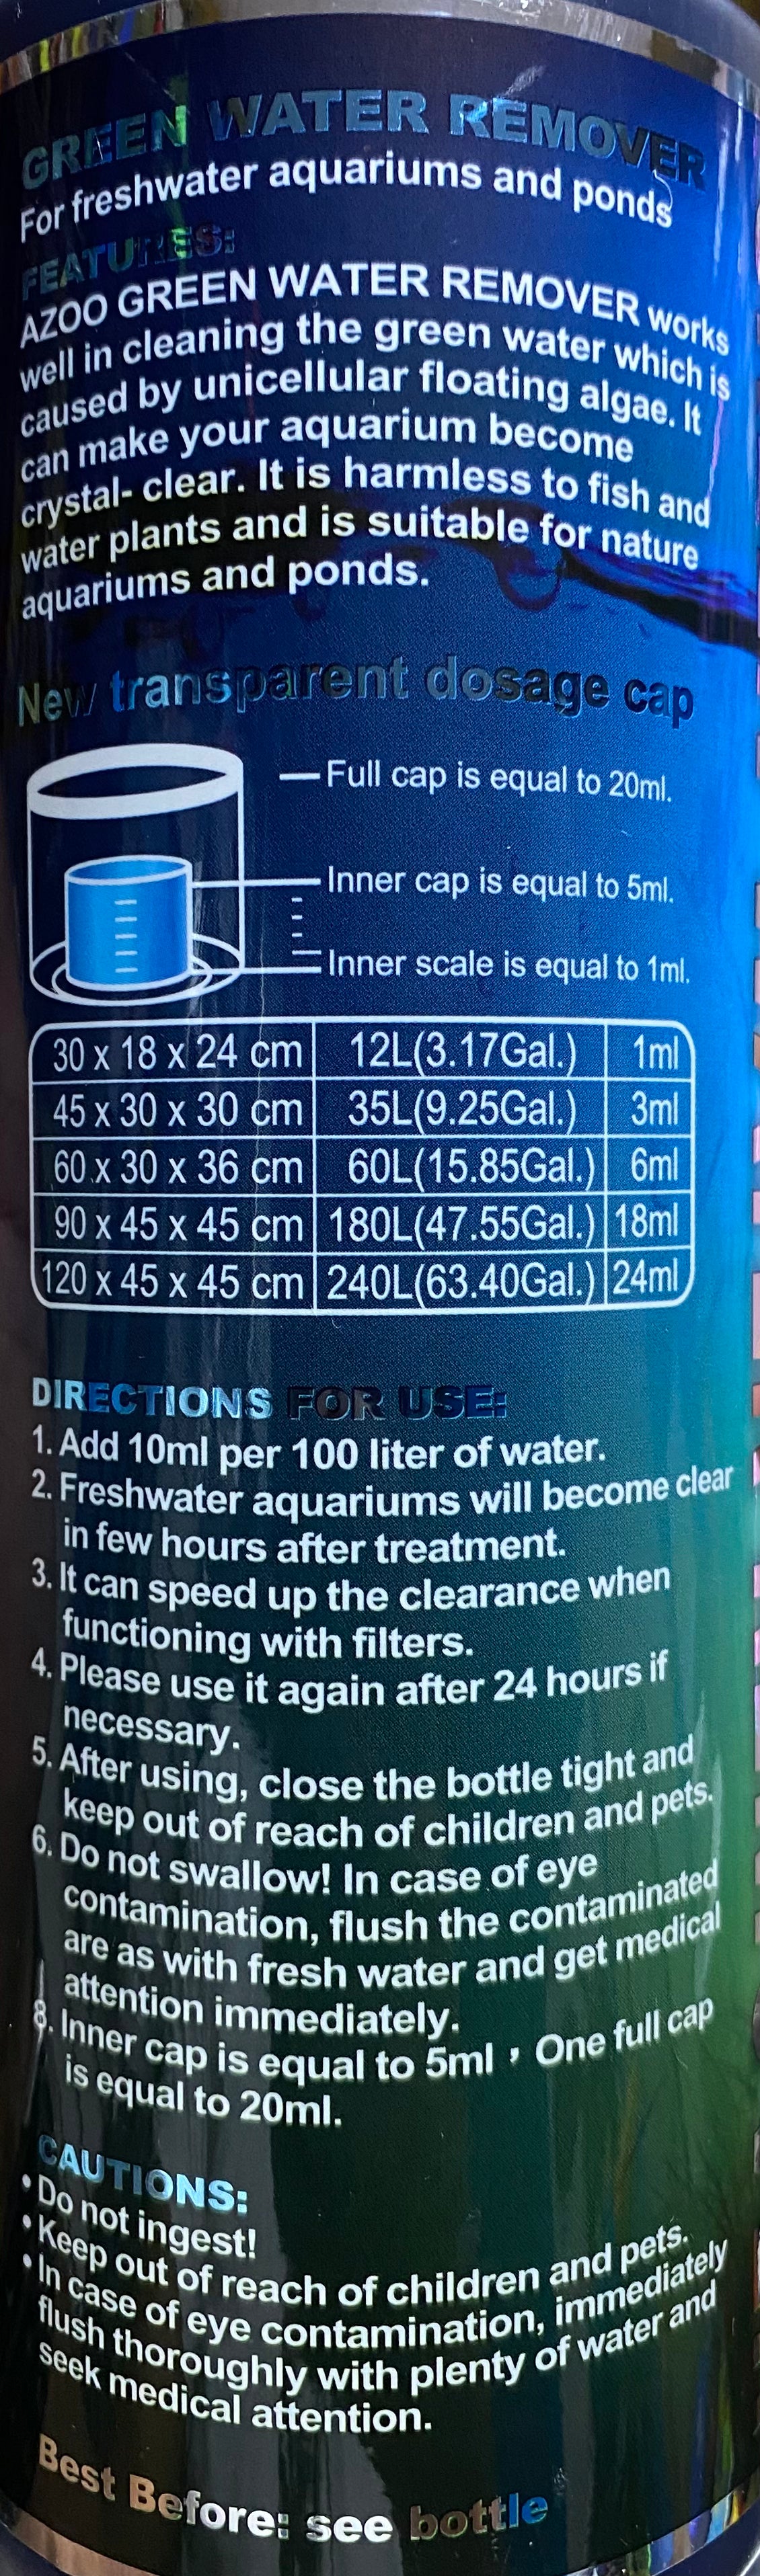 GREEN WATER REMOVER
For freshwater aquariums and ponds
FEATURES:
AZOO GREEN WATER REMOVER works
well in cleaning the green water which is
caused by unicellular floating algae. It
can make your aquarium become
crystal- clear. It is harmless to fish and
water plants and is suitable for nature
aquariums and ponds.
New transparent dosage cap
Full cap is equal to 20ml.
Inner cap is equal to 5ml.
Inner scale is equal to 1ml.
30 x 18 x 24 cm 12L(3.17Gal.) 1ml
45 x 30 x 30 cm 35L(9.25Gal.) 3ml
60 x 30 x 36 cm 60L(15.85Gal.) 6ml
90 x 45 x 45 cm 180L(47.55Gal.) 18ml
120 x 45 x 45 cm 240L(63.40Gal.) 24ml
DIRECTIONS FOR USE:
1. Add 10ml per 100 liter of water.
2. Freshwater aquariums will become clear
in few hours after treatment.
3. It can speed up the clearance when
functioning with filters.
4. Please use it again after 24 hours if
necessary.
5. After using, close the bottle tight and
keep out of reach of children and pets.
6. Do not swallow! In case of eye
contamination, flush the contaminated
are as with fresh water and get medical
attention immediately.
8. Inner cap is equal to 5ml，One full cap
is equal to 20ml.
CAUTIONS:
• Do not ingest!
• Keep out of reach of children and pets.
• In case of eye contamination, immediately
flush thoroughly with plenty of water and
seek medical attention.
Best Before: see bottle